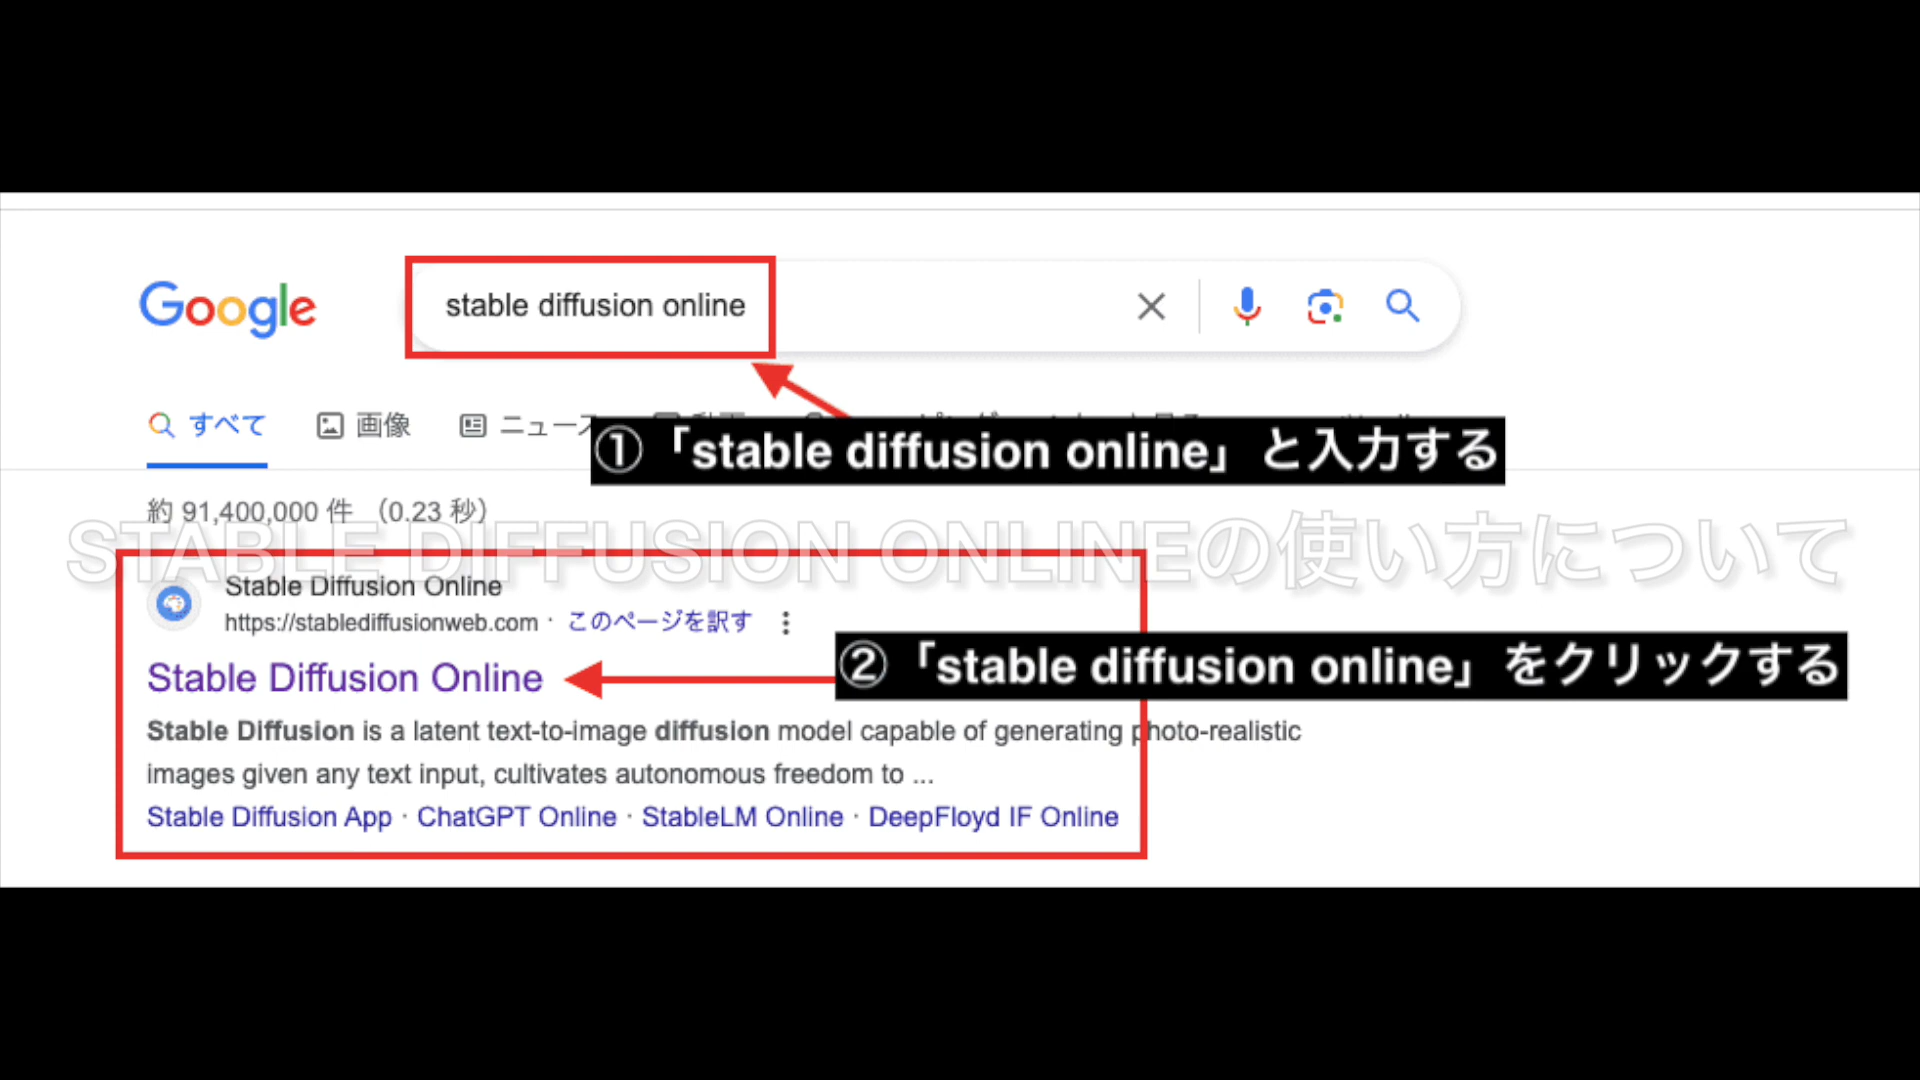 Google
stable diffusion online
すべて 画像 ニュース
①「stable diffusion online」と入力する
約 91,400,000 件 (0.23 秒)
STABLE DIFFUSION ONLINEの使い方について
Stable Diffusion Online
https://stablediffusionweb.com · このページを訳す
Stable Diffusion Online
②「stable diffusion online」をクリックする
Stable Diffusion is a latent text-to-image diffusion model capable of generating photo-realistic
images given any text input, cultivates autonomous freedom to ...
Stable Diffusion App · ChatGPT Online · StableLM Online · DeepFloyd IF Online